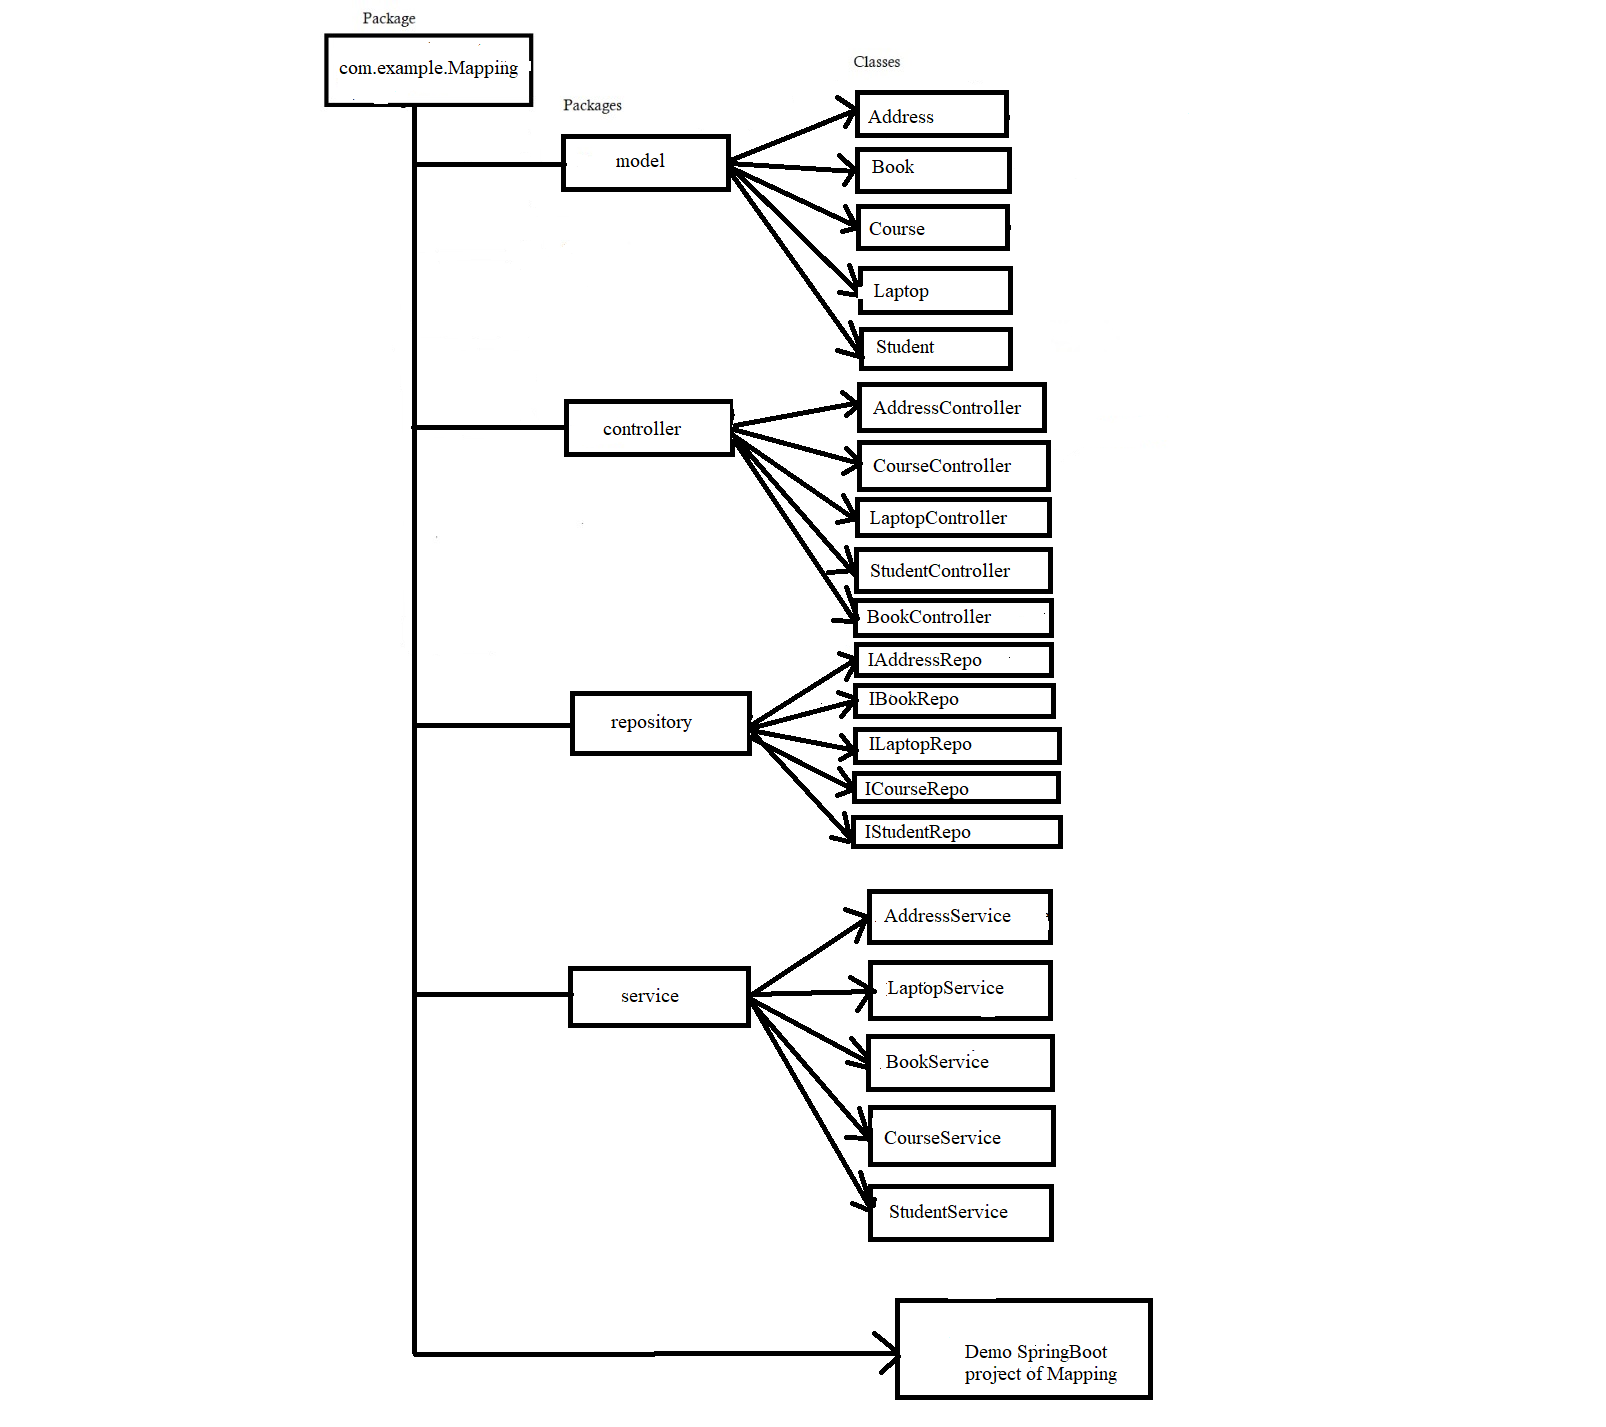 Package
com.example.Mapping
Packages
Classes
model
Address
Book
Course
Laptop
Student
controller
AddressController
CourseController
LaptopController
StudentController
BookController
repository
IAddressRepo
IBookRepo
ILaptopRepo
ICourseRepo
IStudentRepo
service
AddressService
LaptopService
BookService
CourseService
StudentService
Demo SpringBoot
project of Mapping